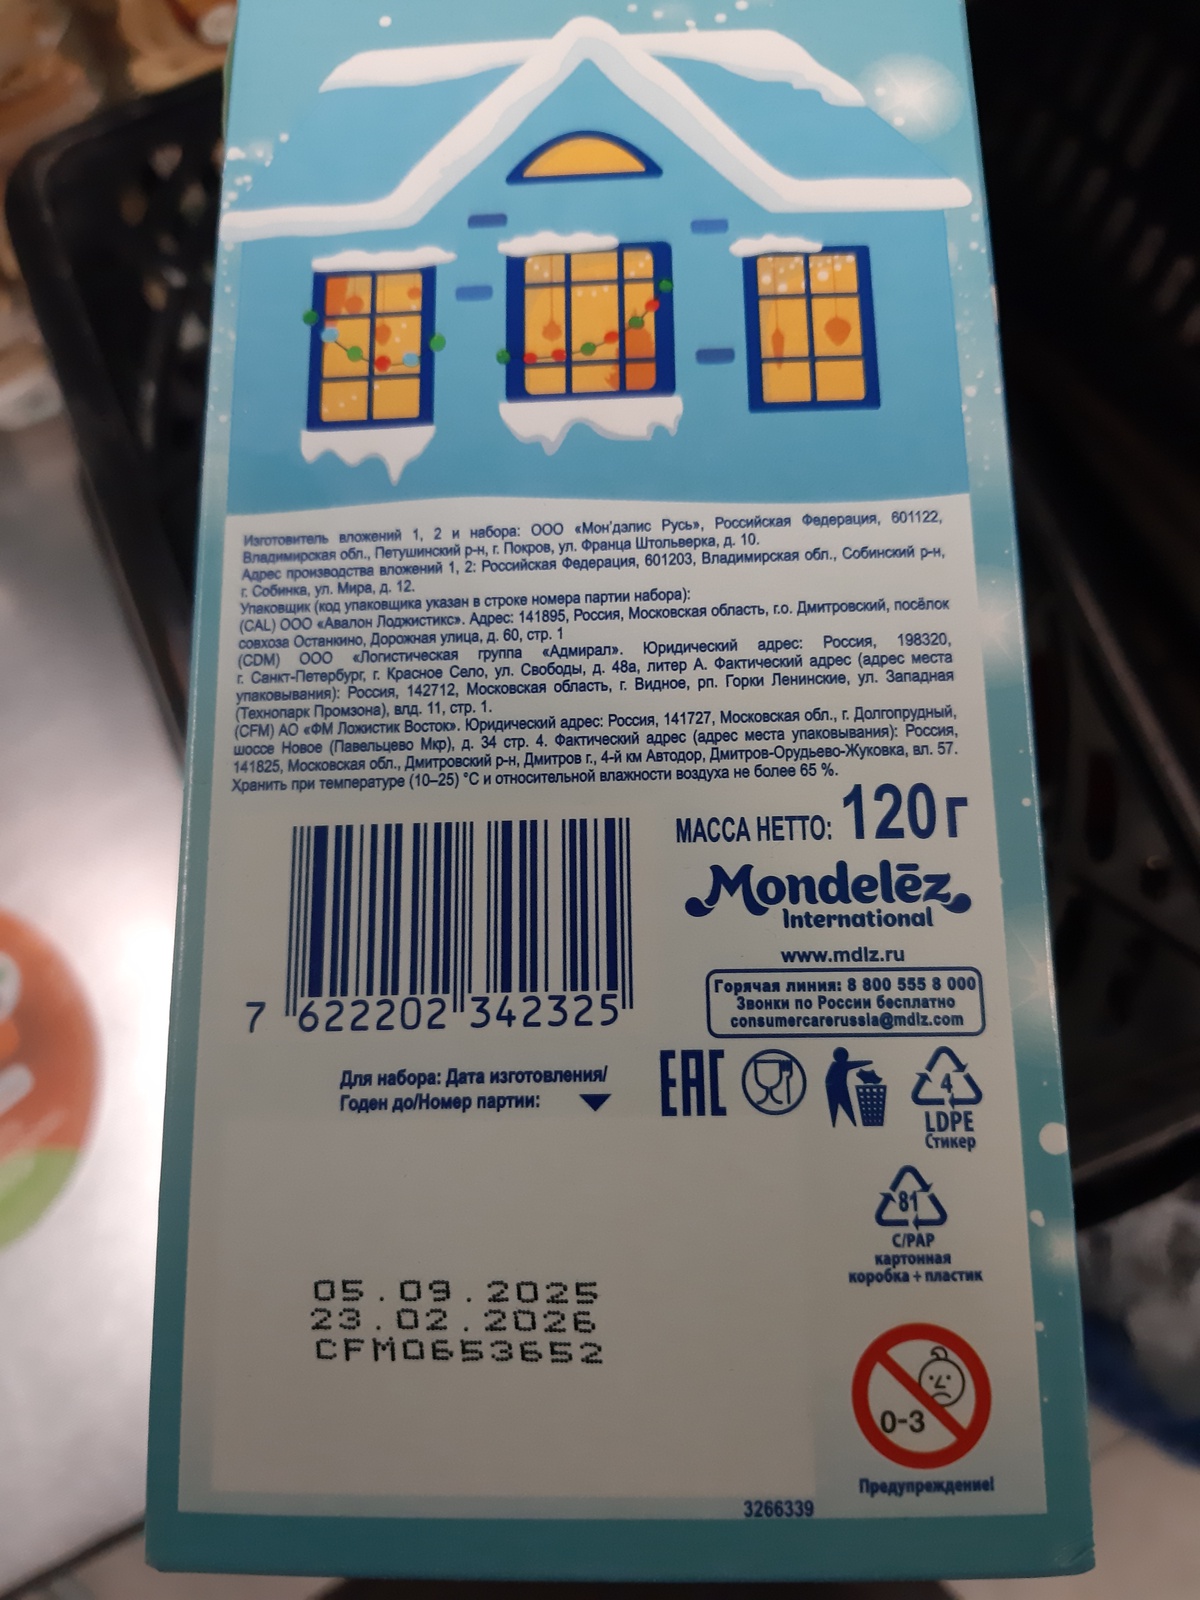 Изготовитель вложений 1, 2 и набора: ООО «Мон'дэлис Русь», Российская Федерация, 601122,
Владимирская обл., Петушинский р-н, г. Покров, ул. Франца Штольверка, д. 10.
Адрес производства вложений 1, 2: Российская Федерация, 601203, Владимирская обл., Собинский р-н,
г. Собинка, ул. Мира, д. 12.
Упаковщик (код упаковщика указан в строке номера партии набора):
(CAL) ООО «Авалон Лоджистикс». Адрес: 141895, Россия, Московская область, г.о. Дмитровский, посёлок
совхоза Останкино, Дорожная улица, д. 60, стр. 1
(CDM) ООО «Логистическая группа «Адмирал». Юридический адрес: Россия, 198320,
г. Санкт-Петербург, г. Красное Село, ул. Свободы, д. 48а, литер А. Фактический адрес (адрес места
упаковывания): Россия, 142712, Московская область, г. Видное, рп. Горки Ленинские, ул. Западная
(Технопарк Промзона), влд. 11, стр. 1.
(CFM) АО «ФМ Ложистик Восток». Юридический адрес: Россия, 141727, Московская обл., г. Долгопрудный,
шоссе Новое (Павельцево Мкр), д. 34 стр. 4. Фактический адрес (адрес места упаковывания): Россия,
141825, Московская обл., Дмитровский р-н, Дмитров г., 4-й км Автодор, Дмитров-Орудьево-Жуковка, вл. 57.
Хранить при температуре (10–25) °С и относительной влажности воздуха не более 65 %.
МАССА НЕТТО: 120 г
Mondelēz
International
www.mdlz.ru
Горячая линия: 8 800 555 8 000
Звонки по России бесплатно
consumercarerussia@mdlz.com
7 622202 342325
Для набора: Дата изготовления/
Годен до/Номер партии:
EAC
4
LDPE
Стикер
81
C/PAP
картонная
коробка + пластик
05.09.2025
23.02.2026
CFM0653652
0-3
Предупреждение!
3266339